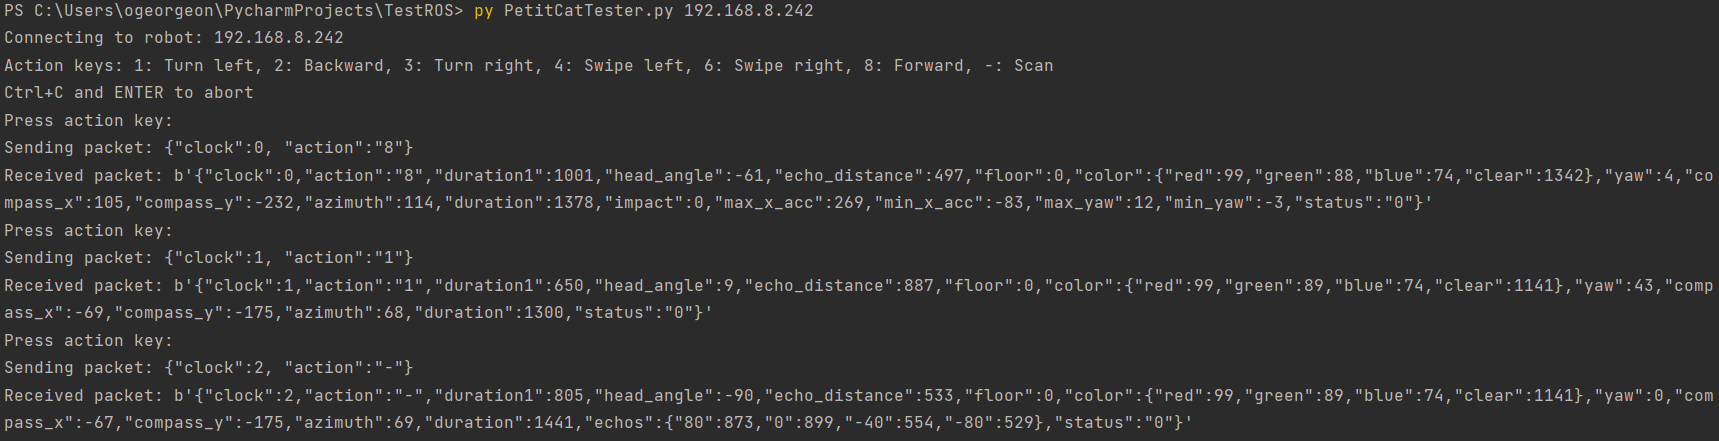 PS C:\Users\ogeorgeon\PycharmProjects\TestROS> py PetitCatTester.py 192.168.8.242
Connecting to robot: 192.168.8.242
Action keys: 1: Turn left, 2: Backward, 3: Turn right, 4: Swipe left, 6: Swipe right, 8: Forward, -: Scan
Ctrl+C and ENTER to abort
Press action key:
Sending packet: {"clock":0, "action":"8"}
Received packet: b'{"clock":0,"action":"8","duration1":1001,"head_angle":-61,"echo_distance":497,"floor":0,"color":{"red":99,"green":88,"blue":74,"clear":1342},"yaw":4,"co
mpass_x":105,"compass_y":-232,"azimuth":114,"duration":1378,"impact":0,"max_x_acc":269,"min_x_acc":-83,"max_yaw":12,"min_yaw":-3,"status":"0"}'
Press action key:
Sending packet: {"clock":1, "action":"1"}
Received packet: b'{"clock":1,"action":"1","duration1":650,"head_angle":9,"echo_distance":887,"floor":0,"color":{"red":99,"green":89,"blue":74,"clear":1141},"yaw":43,"comp
ass_x":-69,"compass_y":-175,"azimuth":68,"duration":1300,"status":"0"}'
Press action key:
Sending packet: {"clock":2, "action":"-"}
Received packet: b'{"clock":2,"action":"-","duration1":805,"head_angle":-90,"echo_distance":533,"floor":0,"color":{"red":99,"green":89,"blue":74,"clear":1141},"yaw":0,"com
pass_x":-67,"compass_y":-175,"azimuth":69,"duration":1441,"echos":{"80":873,"0":899,"-40":554,"-80":529},"status":"0"}'